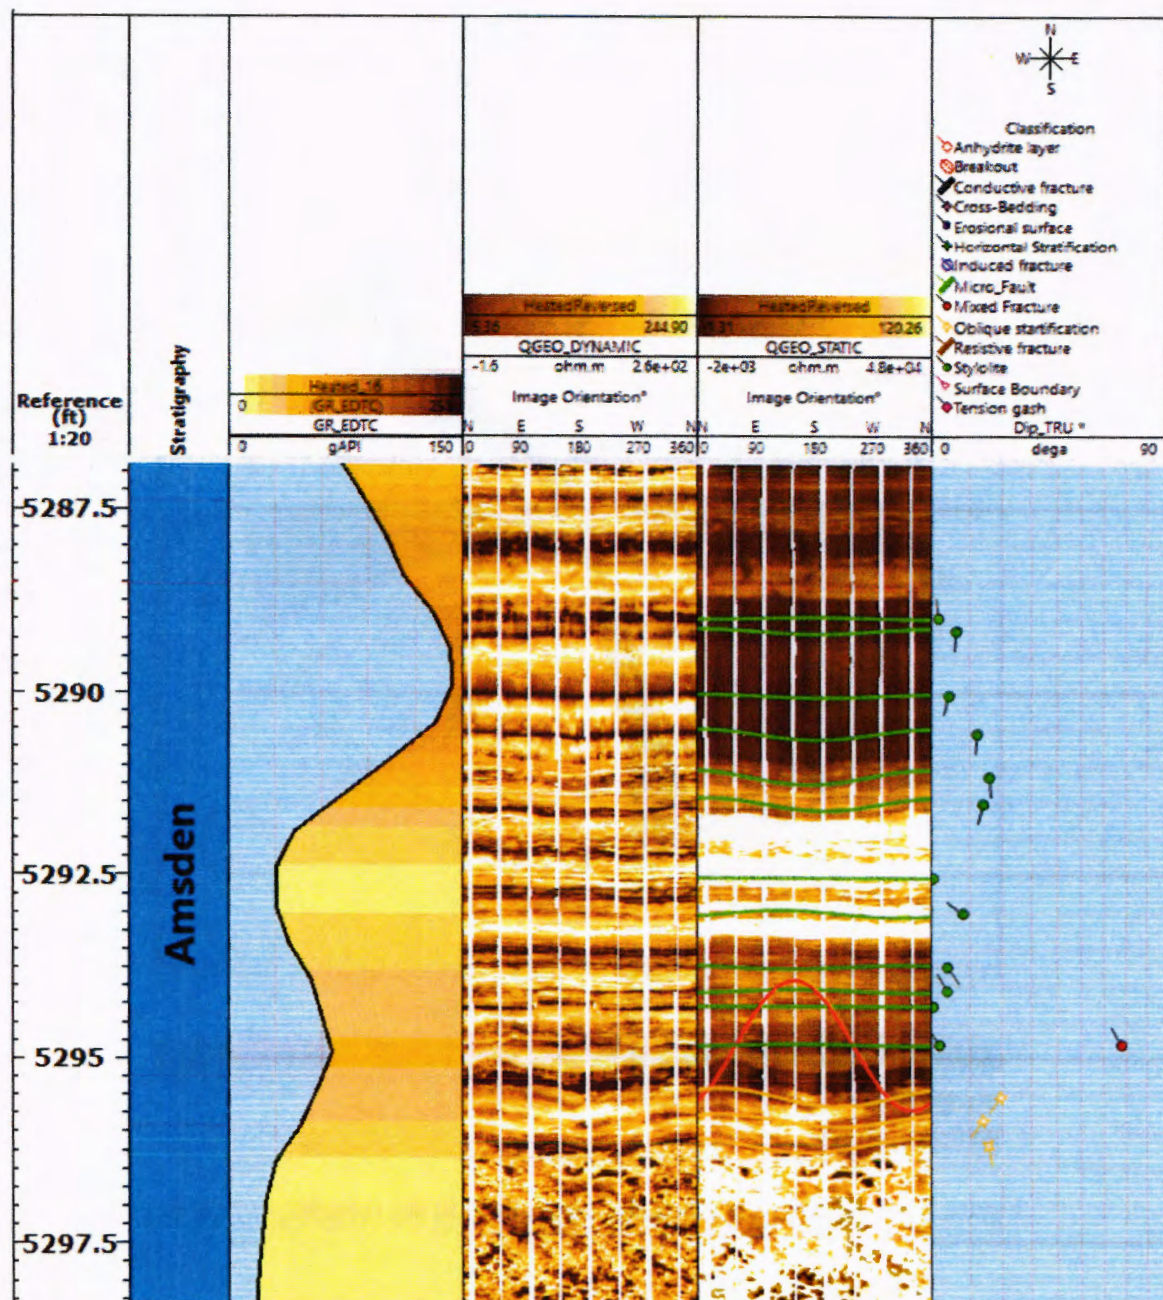 N
W E
S
Classification
Anhydrite layer
Breakout
Conductive fracture
Cross-Bedding
Erosional surface
Horizontal Stratification
Induced fracture
Micro_Fault
Mixed Fracture
Oblique startification
Resistive fracture
Stylolite
Surface Boundary
Tension gash
Dip_TRU °
0 dega 90
HeatedReversed
244.90
QGEO_DYNAMIC
-1.6 ohm.m 2.6e+02
Image Orientation°
N E S W N
0 90 180 270 360
HeatedReversed
120.26
QGEO_STATIC
-2e+03 ohm.m 4.8e+04
Image Orientation°
N E S W N
0 90 180 270 360
Heated_16
0 (GR_EDTC)
GR_EDTC
0 gAPI 150
Stratigraphy
Reference
(ft)
1:20
5287.5
5290
5292.5
5295
5297.5
Amsden